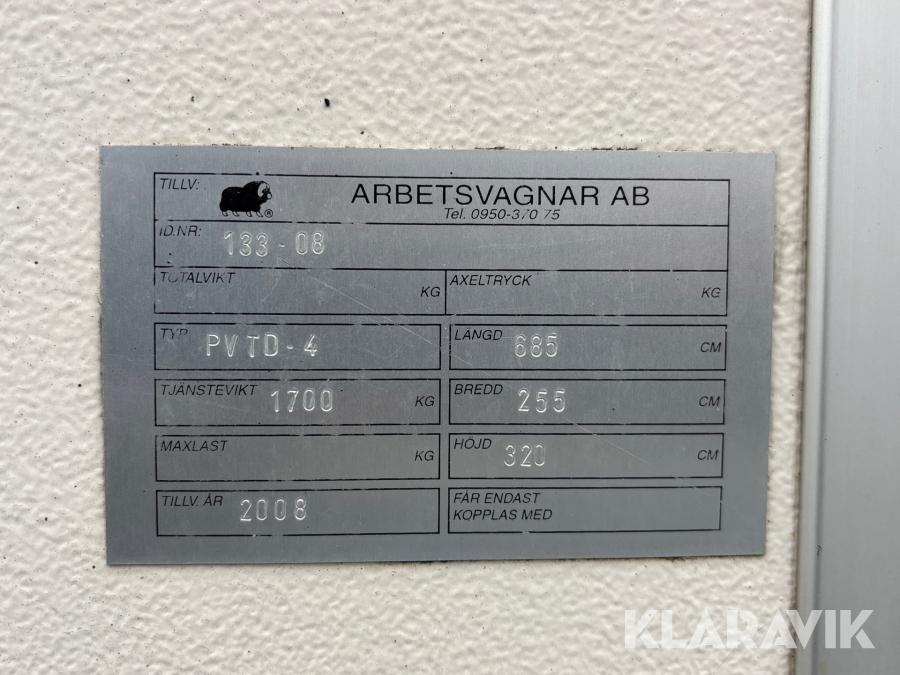 TILLV: ® ARBETSVAGNAR AB
Tel. 0950-370 75
ID.NR: 133-08
TOTALVIKT KG AXELTRYCK KG
TYP PVTD-4 LÄNGD 685 CM
TJÄNSTEVIKT 1700 KG BREDD 255 CM
MAXLAST KG HÖJD 320 CM
TILLV. ÅR 2008 FÅR ENDAST
KOPPLAS MED
KLARAVIK